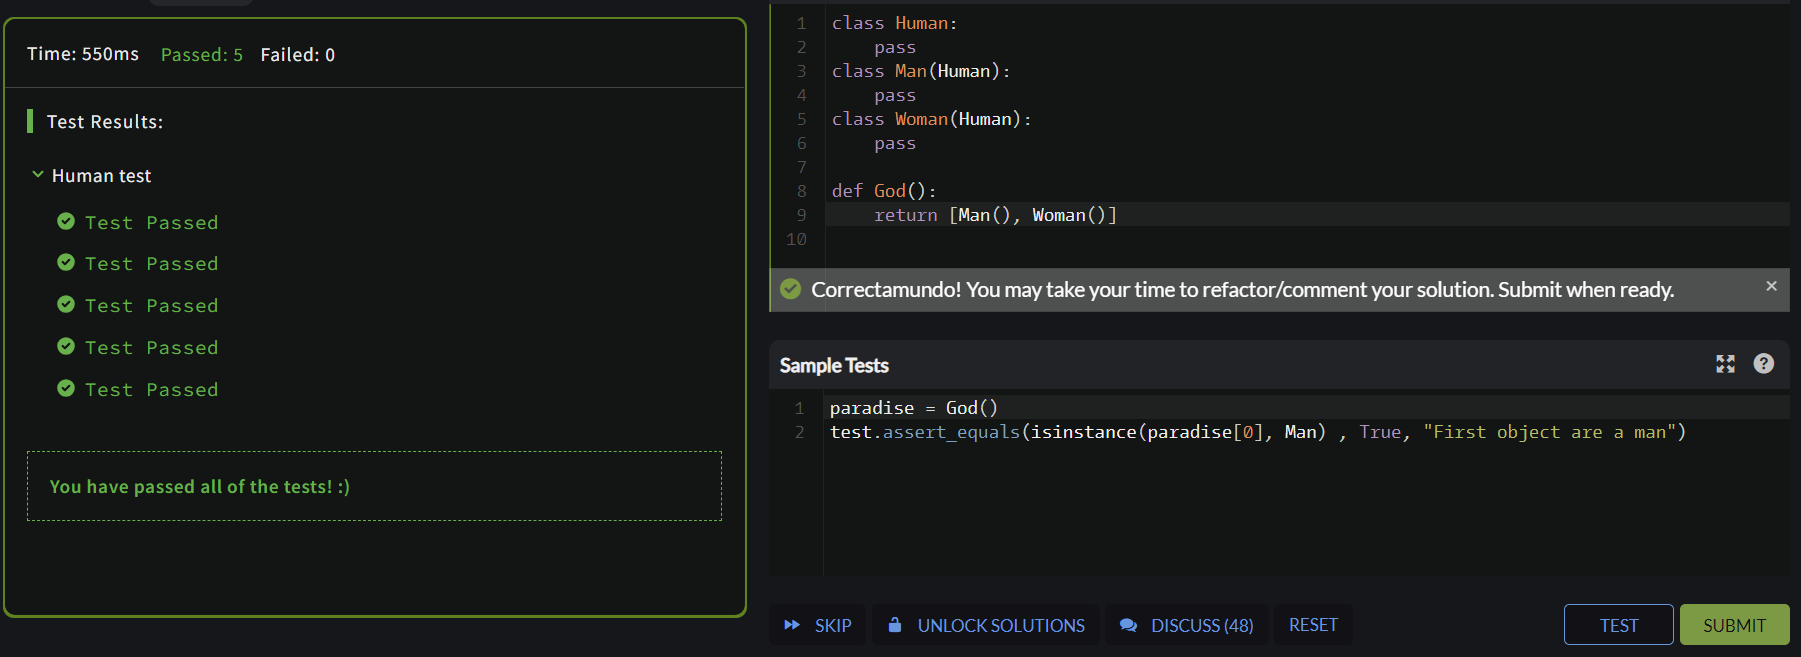 Time: 550ms Passed: 5 Failed: 0
Test Results:
Human test
Test Passed
Test Passed
Test Passed
Test Passed
Test Passed
You have passed all of the tests! :)
1 class Human:
2     pass
3 class Man(Human):
4     pass
5 class Woman(Human):
6     pass
7
8 def God():
9     return [Man(), Woman()]
10
Correctamundo! You may take your time to refactor/comment your solution. Submit when ready. ×
Sample Tests ?
1 paradise = God()
2 test.assert_equals(isinstance(paradise[0], Man) , True, "First object are a man")
SKIP UNLOCK SOLUTIONS DISCUSS (48) RESET TEST SUBMIT